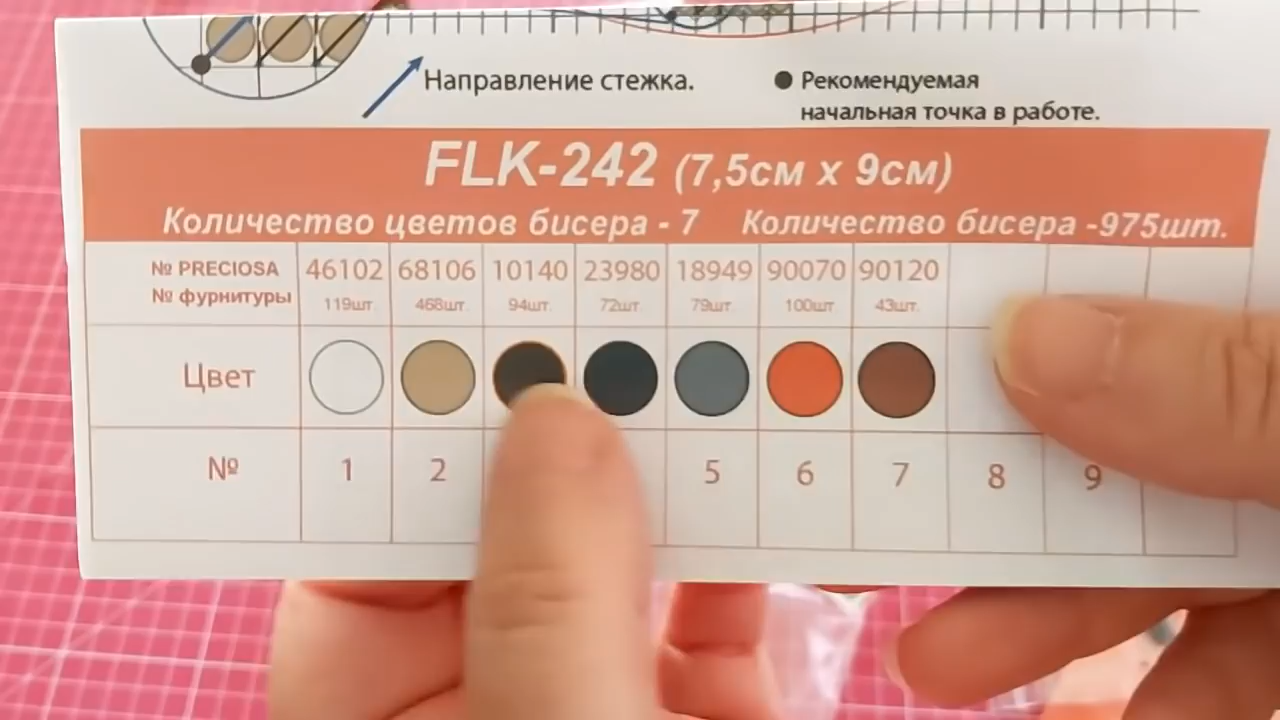 Направление стежка.
Рекомендуемая
начальная точка в работе.
FLK-242 (7,5см х 9см)
Количество цветов бисера - 7 Количество бисера -975шт.
№ PRECIOSA 46102 68106 10140 23980 18949 90070 90120
№ фурнитуры 119шт. 468шт. 94шт. 72шт. 79шт. 100шт. 43шт.
Цвет
№ 1 2 5 6 7 8 9